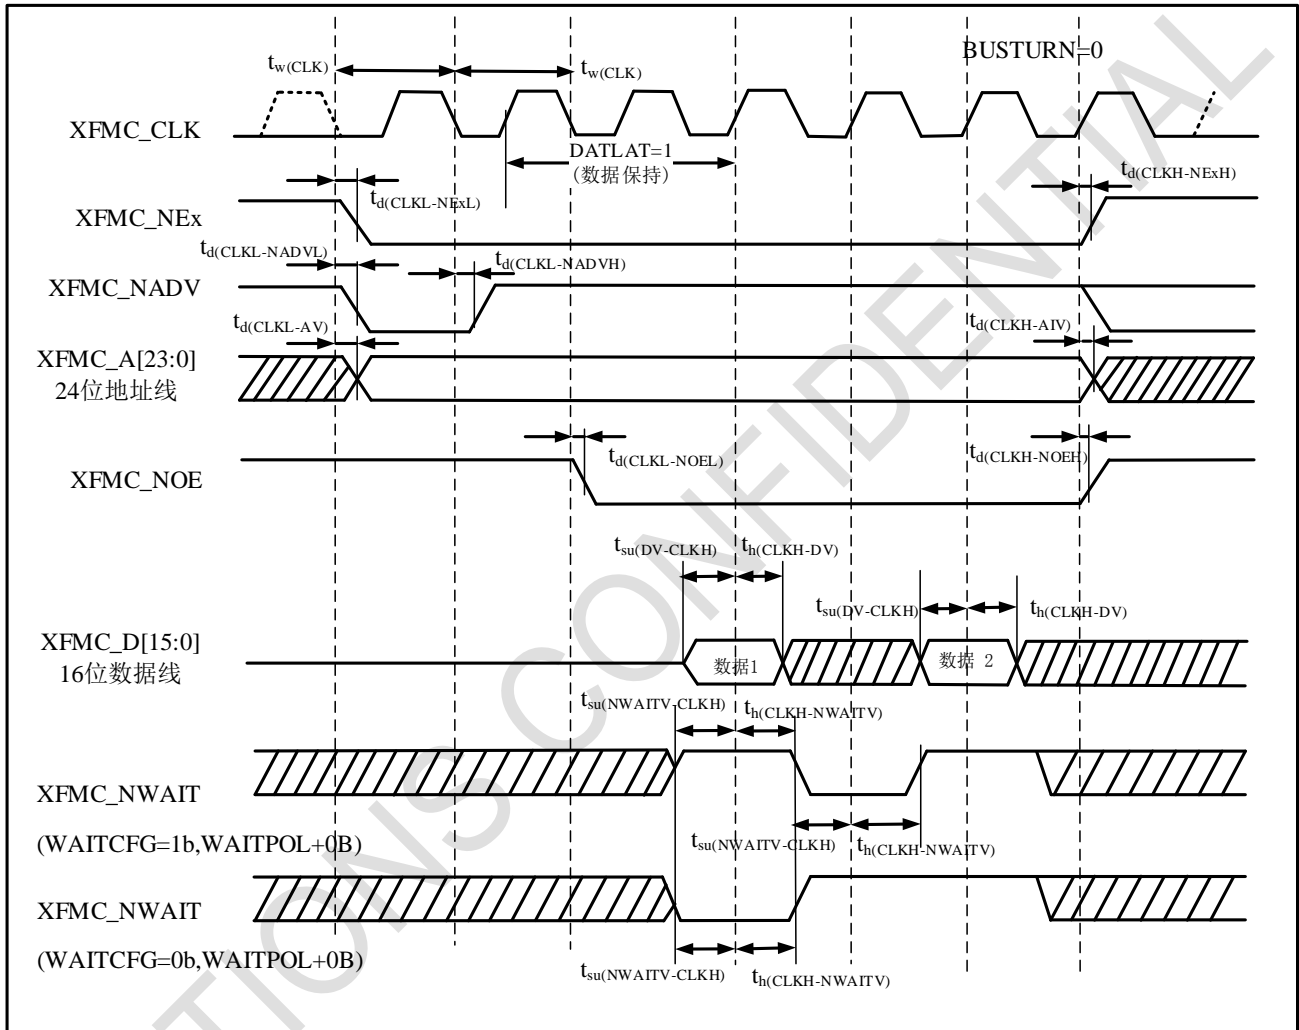 BUSTURN=0
tw(CLK)
tw(CLK)
XFMC_CLK
DATLAT=1
(数据保持)
td(CLKL-NExL)
td(CLKH-NExH)
XFMC_NEx
td(CLKL-NADVL)
td(CLKL-NADVH)
XFMC_NADV
td(CLKL-AV)
td(CLKH-AIV)
XFMC_A[23:0]
24位地址线
td(CLKL-NOEL)
td(CLKH-NOEH)
XFMC_NOE
tsu(DV-CLKH)
th(CLKH-DV)
tsu(DV-CLKH)
th(CLKH-DV)
XFMC_D[15:0]
16位数据线
数据1
数据 2
tsu(NWAITV-CLKH)
th(CLKH-NWAITV)
XFMC_NWAIT
(WAITCFG=1b,WAITPOL+0B)
tsu(NWAITV-CLKH)
th(CLKH-NWAITV)
XFMC_NWAIT
(WAITCFG=0b,WAITPOL+0B)
tsu(NWAITV-CLKH)
th(CLKH-NWAITV)
TIONS CONFIDENTIAL